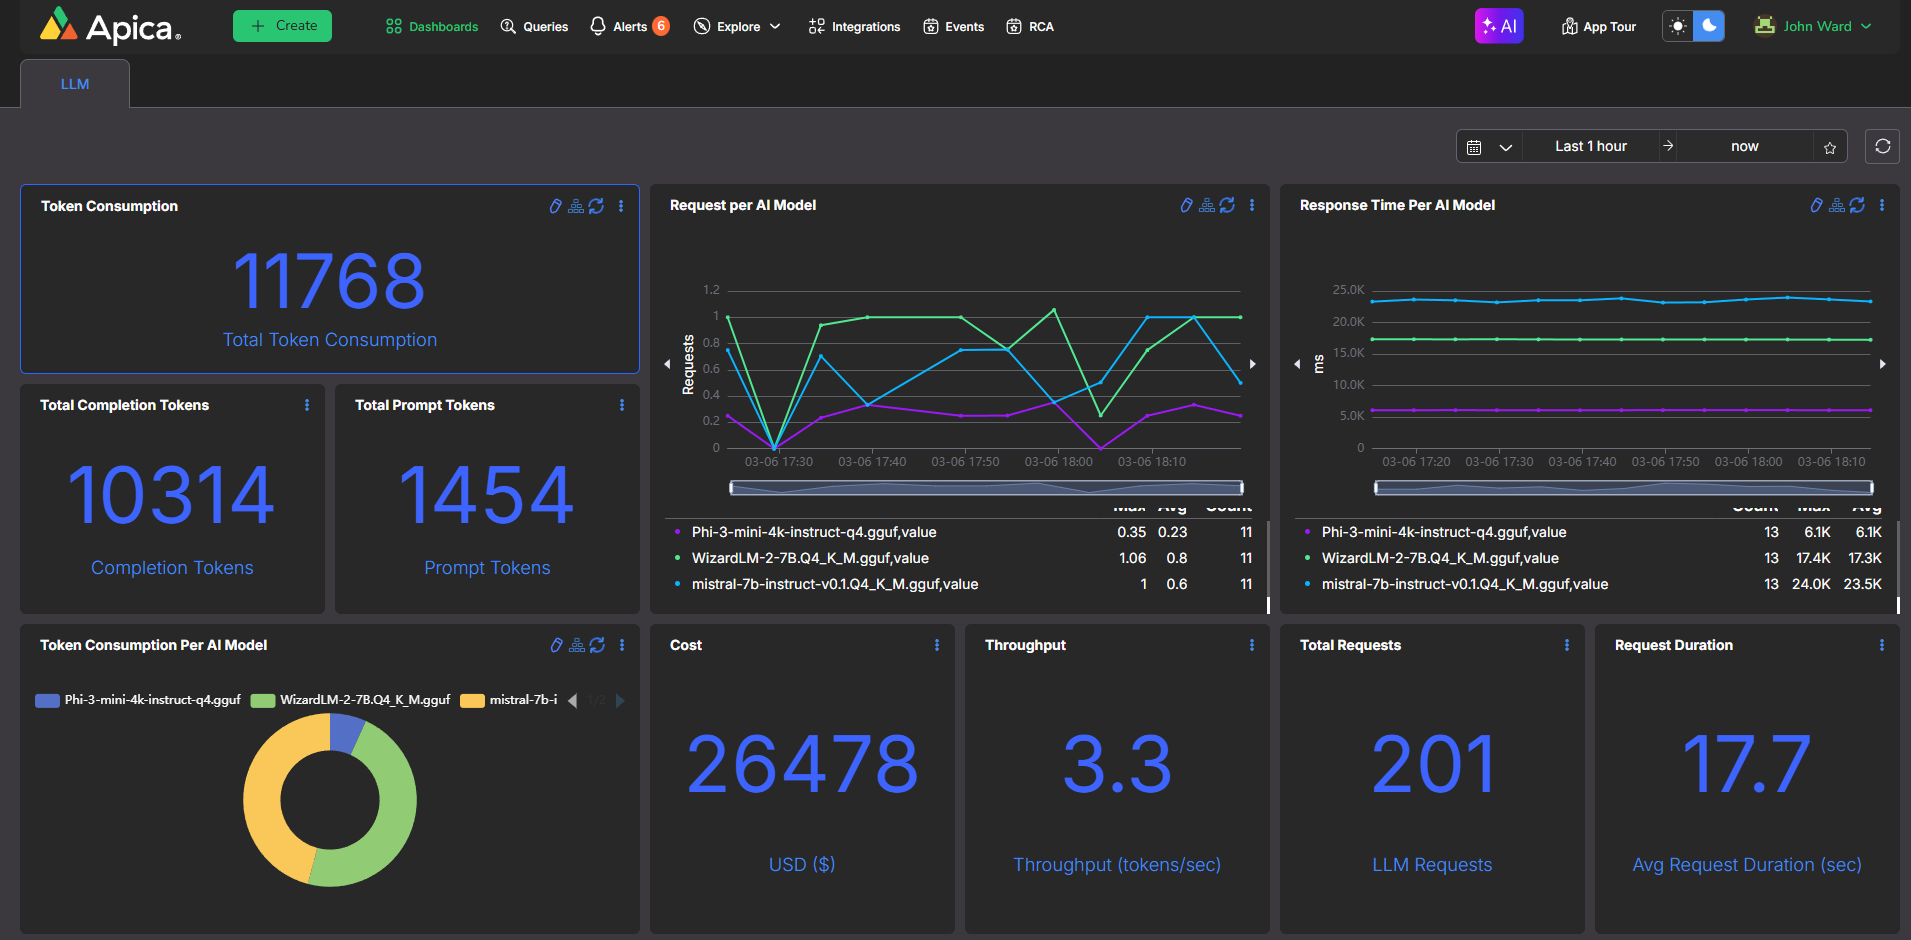 Apica®
Create
Dashboards
Queries
Alerts 6
Explore
Integrations
Events
RCA
AI
App Tour
John Ward
LLM
Last 1 hour → now
Token Consumption
11768
Total Token Consumption
Total Completion Tokens
10314
Completion Tokens
Total Prompt Tokens
1454
Prompt Tokens
Request per AI Model
Requests
1.2
1
0.8
0.6
0.4
0.2
0
03-06 17:30 03-06 17:40 03-06 17:50 03-06 18:00 03-06 18:10
Max Avg Count
Phi-3-mini-4k-instruct-q4.gguf,value 0.35 0.23 11
WizardLM-2-7B.Q4_K_M.gguf,value 1.06 0.8 11
mistral-7b-instruct-v0.1.Q4_K_M.gguf,value 1 0.6 11
Response Time Per AI Model
ms
25.0K
20.0K
15.0K
10.0K
5.0K
0
03-06 17:20 03-06 17:30 03-06 17:40 03-06 17:50 03-06 18:00 03-06 18:10
Count Max Avg
Phi-3-mini-4k-instruct-q4.gguf,value 13 6.1K 6.1K
WizardLM-2-7B.Q4_K_M.gguf,value 13 17.4K 17.3K
mistral-7b-instruct-v0.1.Q4_K_M.gguf,value 13 24.0K 23.5K
Token Consumption Per AI Model
Phi-3-mini-4k-instruct-q4.gguf WizardLM-2-7B.Q4_K_M.gguf mistral-7b-i 1/2
Cost
26478
USD ($)
Throughput
3.3
Throughput (tokens/sec)
Total Requests
201
LLM Requests
Request Duration
17.7
Avg Request Duration (sec)